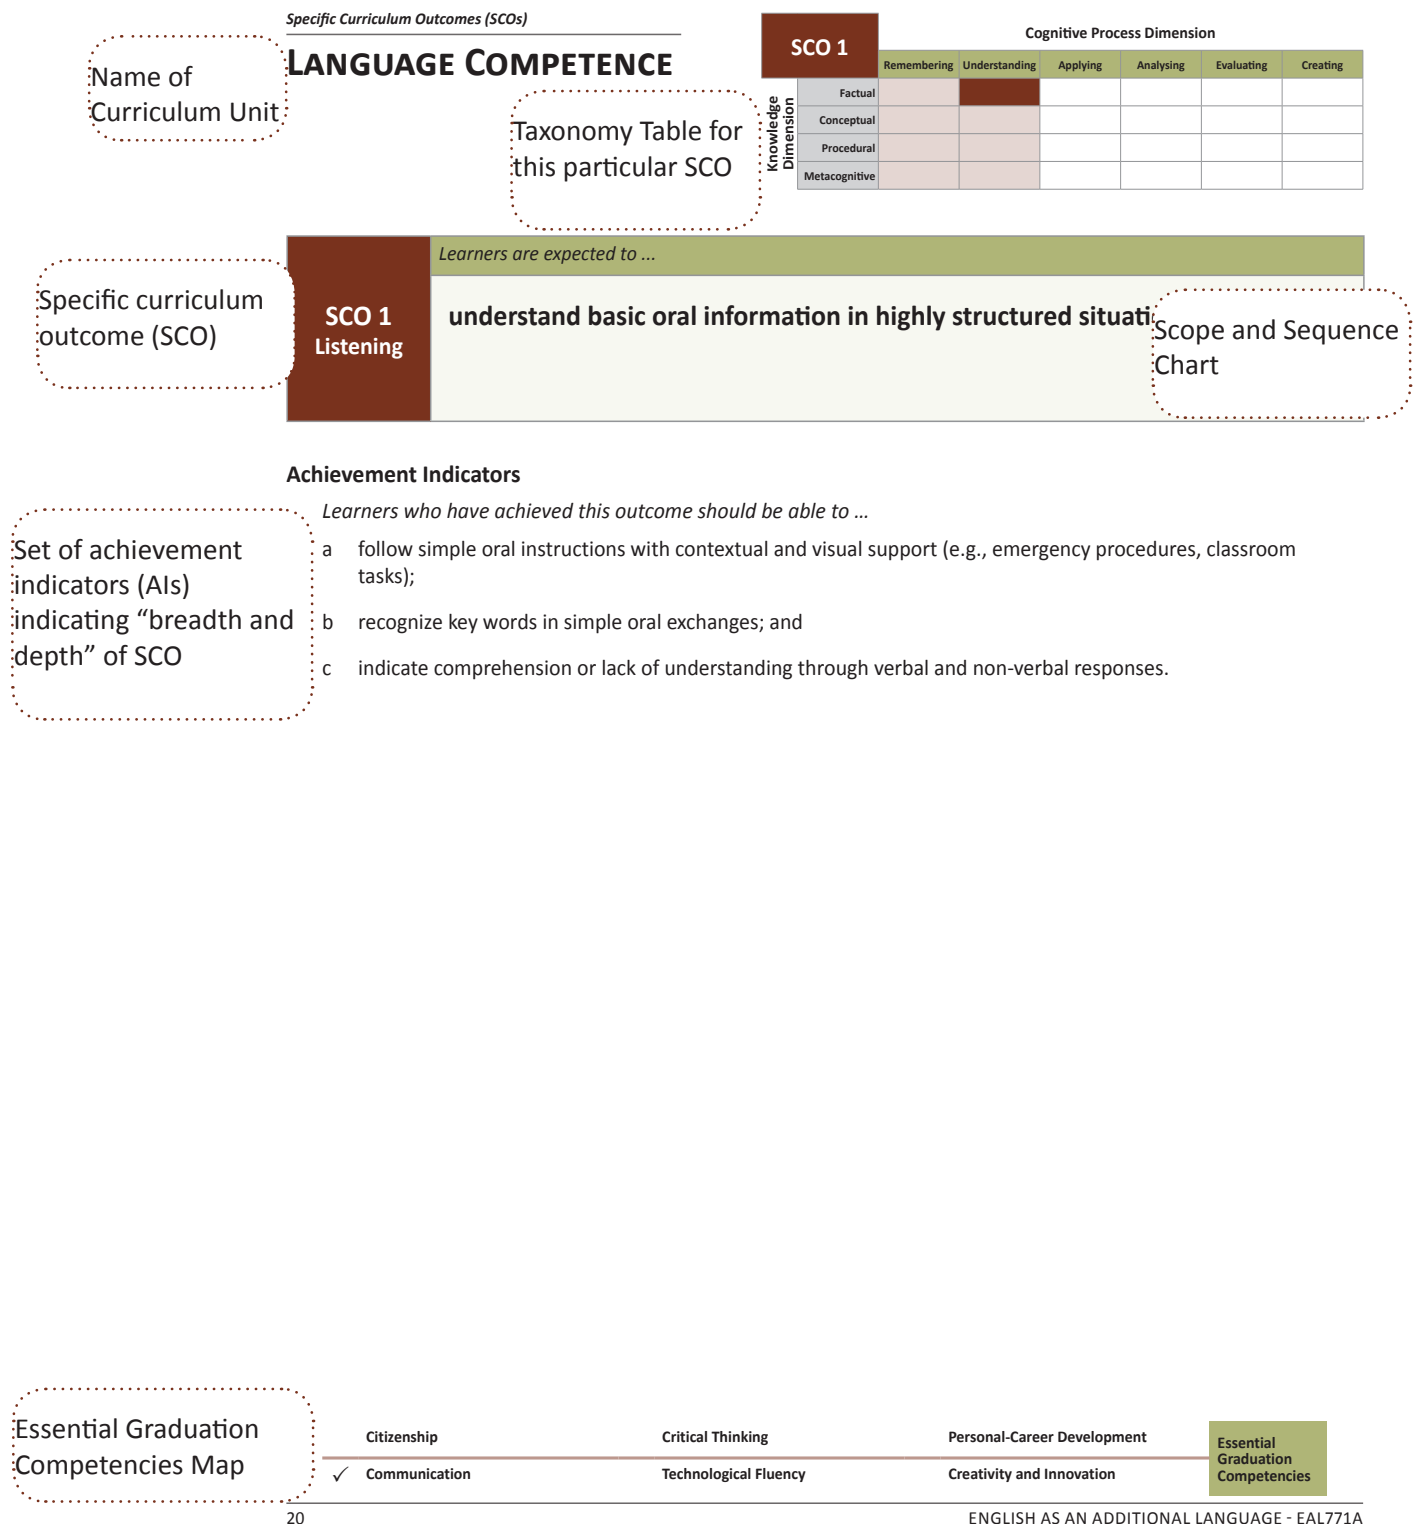 Specific Curriculum Outcomes (SCOs)
Language Competence
Name of
Curriculum Unit
Taxonomy Table for
this particular SCO
SCO 1
Cognitive Process Dimension
Remembering Understanding Applying Analysing Evaluating Creating
Knowledge
Dimension
Factual
Conceptual
Procedural
Metacognitive
Specific curriculum
outcome (SCO)
SCO 1
Listening
Learners are expected to ...
understand basic oral information in highly structured situati
Scope and Sequence
Chart
Achievement Indicators
Learners who have achieved this outcome should be able to …
Set of achievement
indicators (AIs)
indicating “breadth and
depth” of SCO
a follow simple oral instructions with contextual and visual support (e.g., emergency procedures, classroom
tasks);
b recognize key words in simple oral exchanges; and
c indicate comprehension or lack of understanding through verbal and non-verbal responses.
Essential Graduation
Competencies Map
Citizenship Critical Thinking Personal-Career Development
✓ Communication Technological Fluency Creativity and Innovation
Essential
Graduation
Competencies
20 ENGLISH AS AN ADDITIONAL LANGUAGE - EAL771A